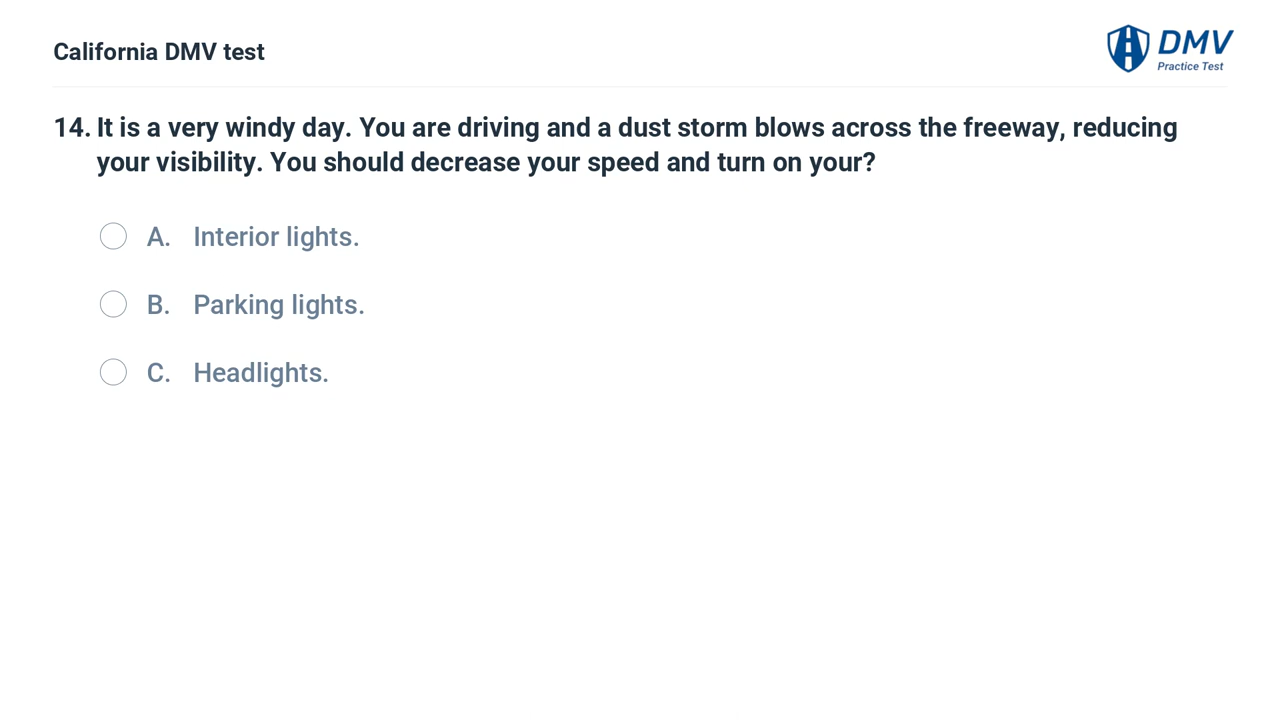 California DMV test
DMV
Practice Test
14. It is a very windy day. You are driving and a dust storm blows across the freeway, reducing
your visibility. You should decrease your speed and turn on your?
A. Interior lights.
B. Parking lights.
C. Headlights.